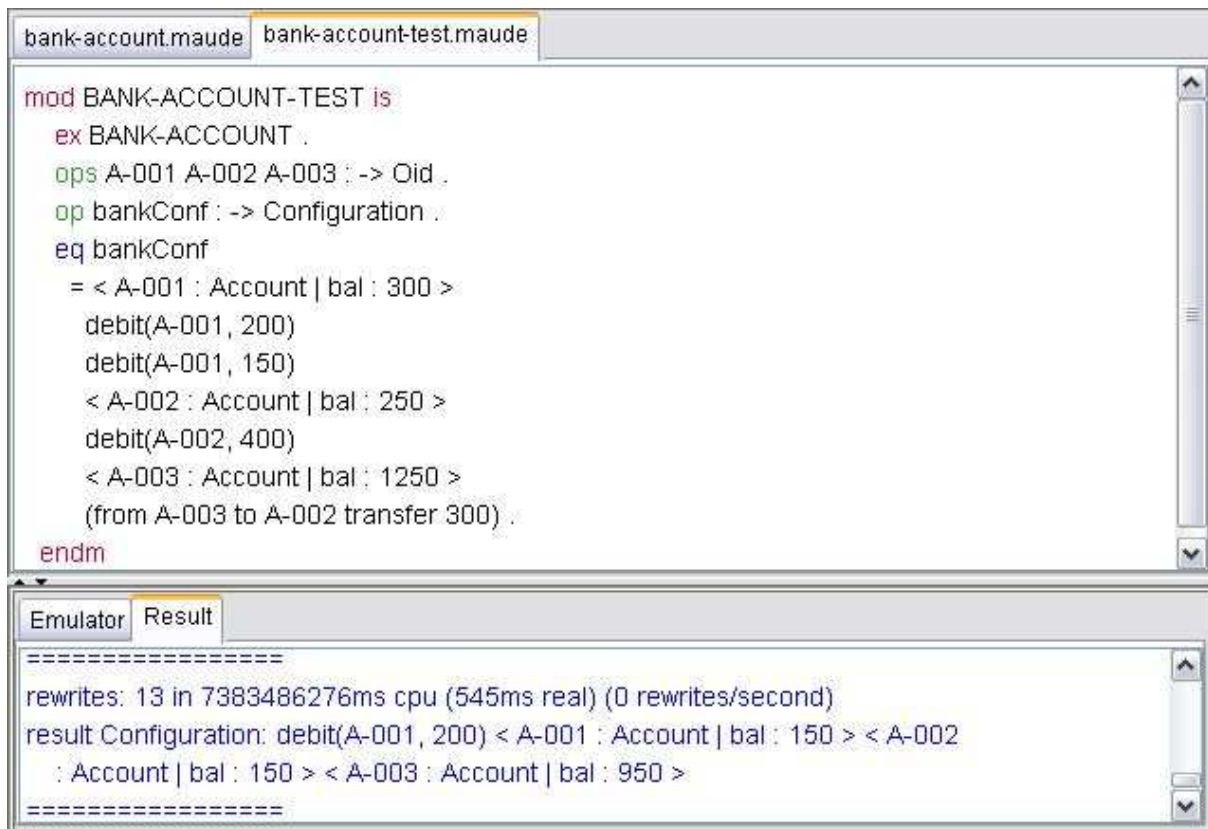 bank-account.maude bank-account-test.maude
mod BANK-ACCOUNT-TEST is
ex BANK-ACCOUNT .
ops A-001 A-002 A-003 : -> Oid .
op bankConf : -> Configuration .
eq bankConf
= < A-001 : Account | bal : 300 >
debit(A-001, 200)
debit(A-001, 150)
< A-002 : Account | bal : 250 >
debit(A-002, 400)
< A-003 : Account | bal : 1250 >
(from A-003 to A-002 transfer 300) .
endm
Emulator Result
=================
rewrites: 13 in 7383486276ms cpu (545ms real) (0 rewrites/second)
result Configuration: debit(A-001, 200) < A-001 : Account | bal : 150 > < A-002
: Account | bal : 150 > < A-003 : Account | bal : 950 >
=================